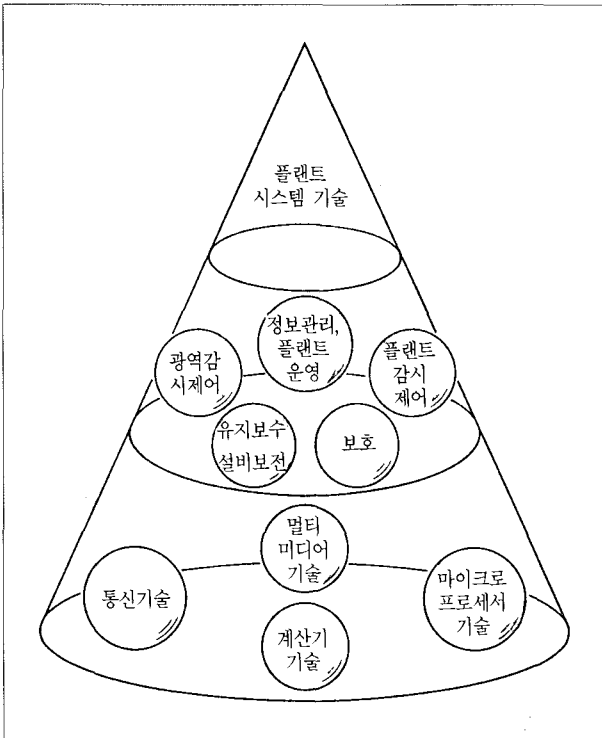 플랜트
시스템 기술
정보관리,
플랜트
운영
광역감
시제어
플랜트
감시
제어
유지보수
설비보전
보호
멀티
미디어
기술
통신기술
마이크로
프로세서
기술
계산기
기술